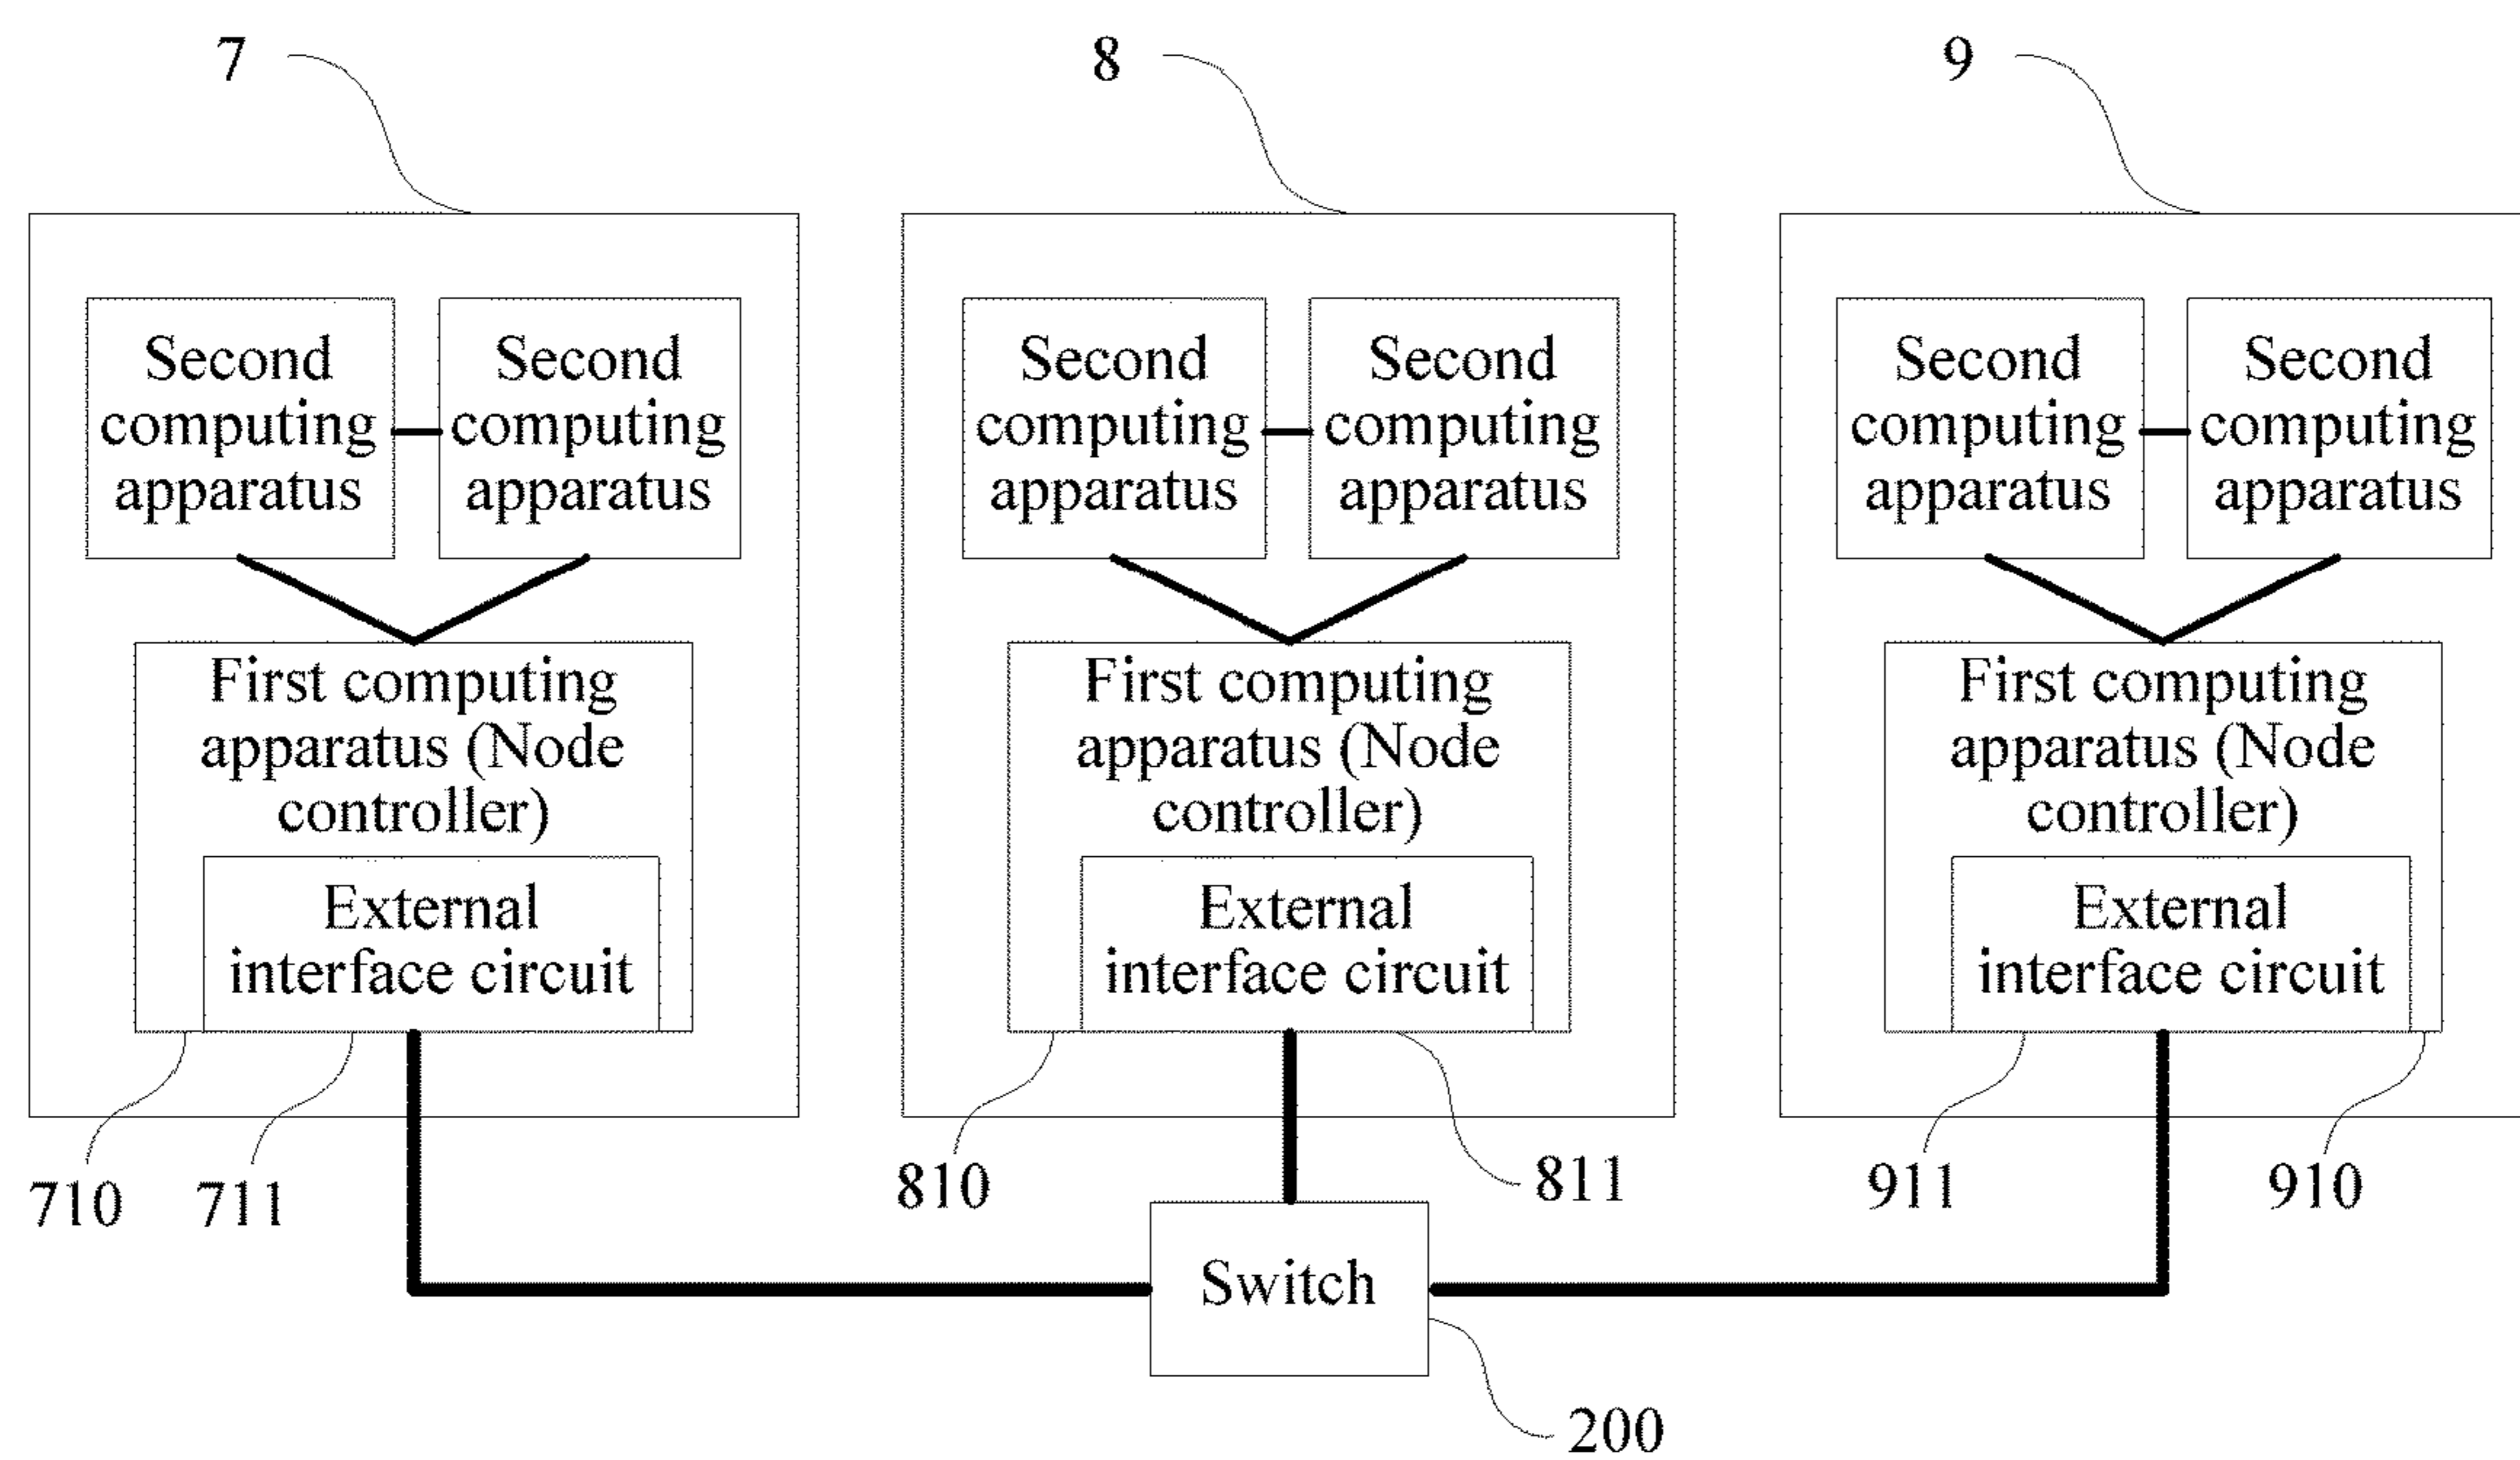 7
8
9
Second
computing
apparatus
Second
computing
apparatus
Second
computing
apparatus
Second
computing
apparatus
Second
computing
apparatus
Second
computing
apparatus
First computing
apparatus (Node
controller)
First computing
apparatus (Node
controller)
First computing
apparatus (Node
controller)
External
interface circuit
External
interface circuit
External
interface circuit
710
711
810
811
911
910
Switch
200